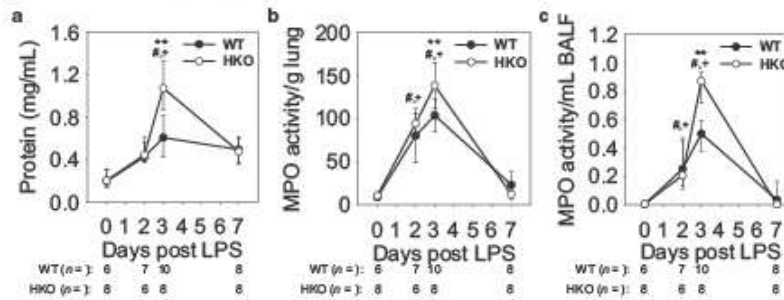 a
Protein (mg/mL)
1.6
1.2
0.8
0.4
0.0
**
#,+
WT
HKO
0 1 2 3 4 5 6 7
Days post LPS
WT (n = ): 6 7 10 8
HKO (n = ): 8 6 8 8
b
MPO activity/g lung
200
150
100
50
0
#,+
**
#,+
WT
HKO
0 1 2 3 4 5 6 7
Days post LPS
WT (n = ): 6 7 10 8
HKO (n = ): 8 6 8 8
c
MPO activity/mL BALF
1.2
1.0
0.8
0.6
0.4
0.2
0.0
#,+
**
#,+
WT
HKO
0 1 2 3 4 5 6 7
Days post LPS
WT (n = ): 6 7 10 8
HKO (n = ): 8 6 8 8